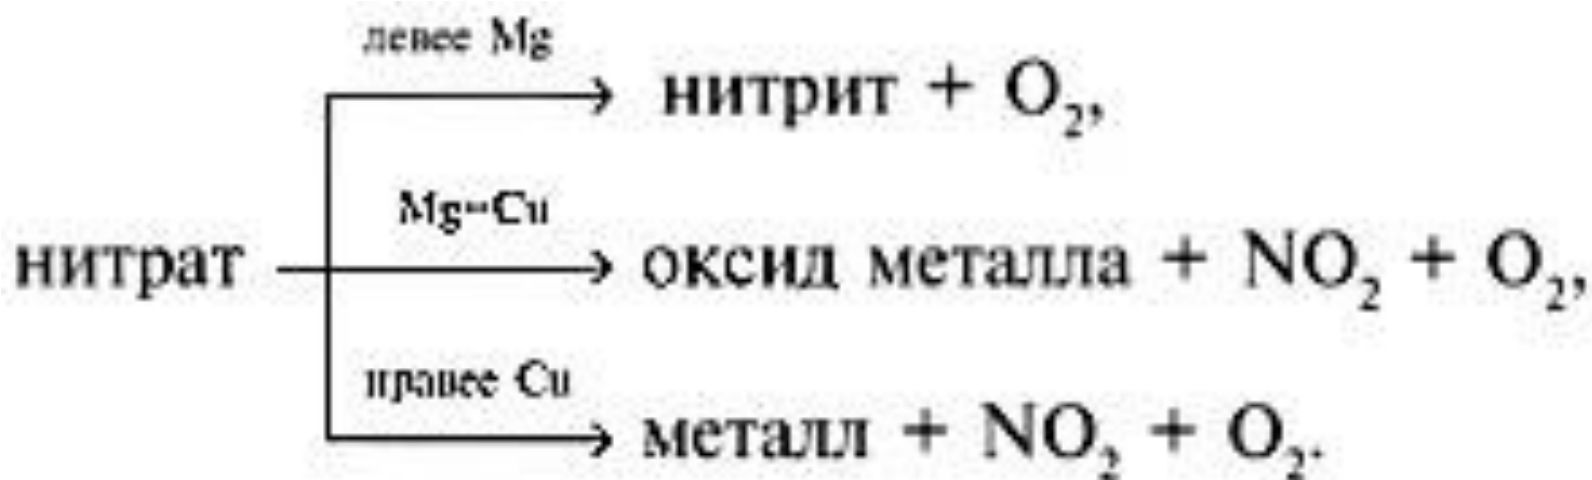 левее Mg
нитрит + O₂,
Mg–Cu
нитрат
оксид металла + NO₂ + O₂,
правее Cu
металл + NO₂ + O₂.